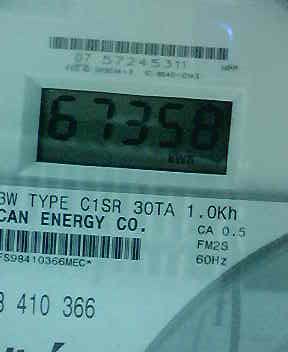 07 57245311
67358
kWh
3W TYPE C1SR 30TA 1.0Kh
CAN ENERGY CO.
CA 0.5
FM2S
60Hz
FS98410366MEC*
3 410 366